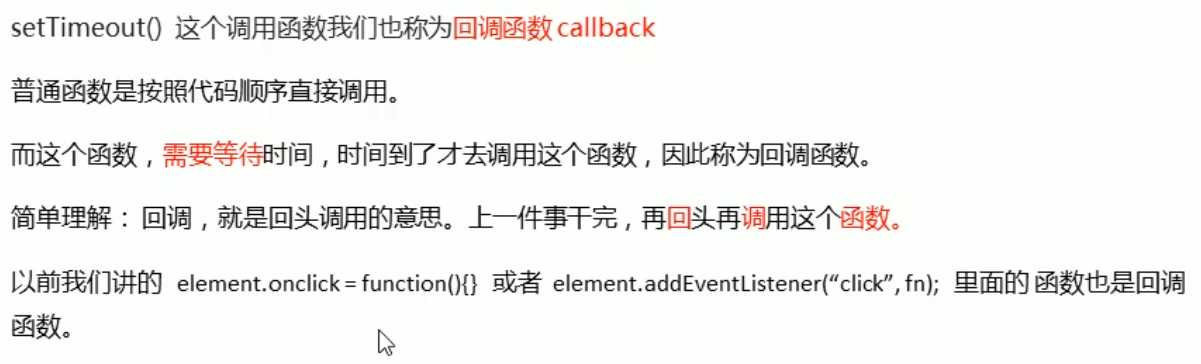 setTimeout() 这个调用函数我们也称为回调函数 callback
普通函数是按照代码顺序直接调用。
而这个函数，需要等待时间，时间到了才去调用这个函数，因此称为回调函数。
简单理解： 回调，就是回头调用的意思。上一件事干完，再回头再调用这个函数。
以前我们讲的 element.onclick = function(){} 或者 element.addEventListener(“click”, fn); 里面的 函数也是回调
函数。